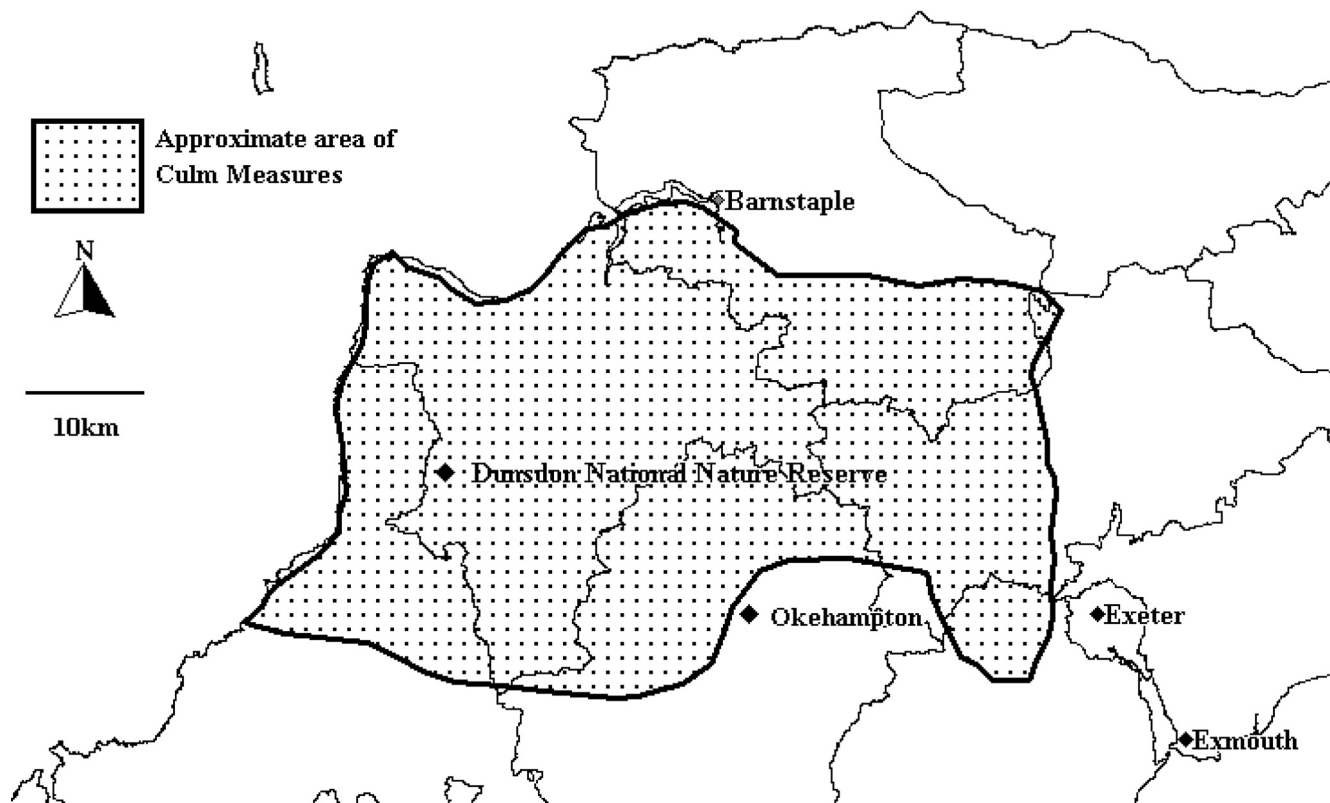 Approximate area of
Culm Measures
N
10km
Barnstaple
Dunsdon National Nature Reserve
Okehampton
Exeter
Exmouth